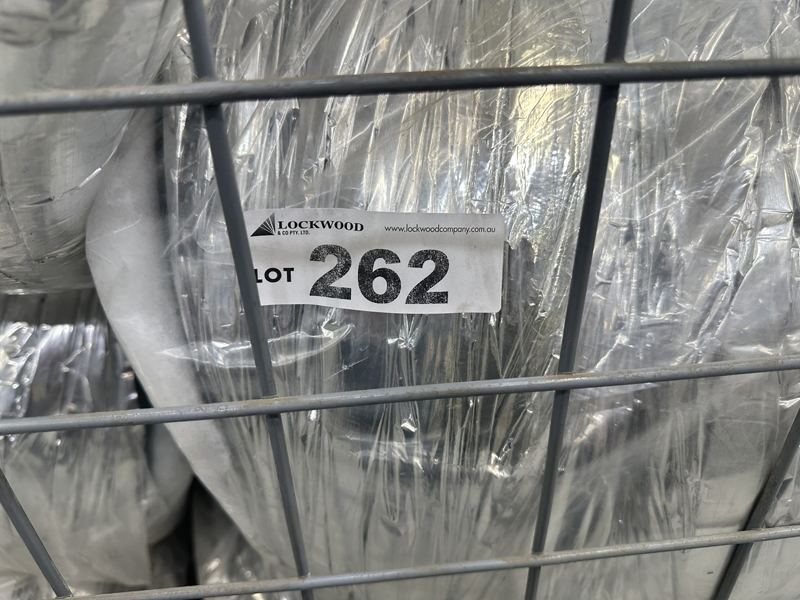 LOCKWOOD
& CO PTY. LTD.
www.lockwoodcompany.com.au
LOT 262